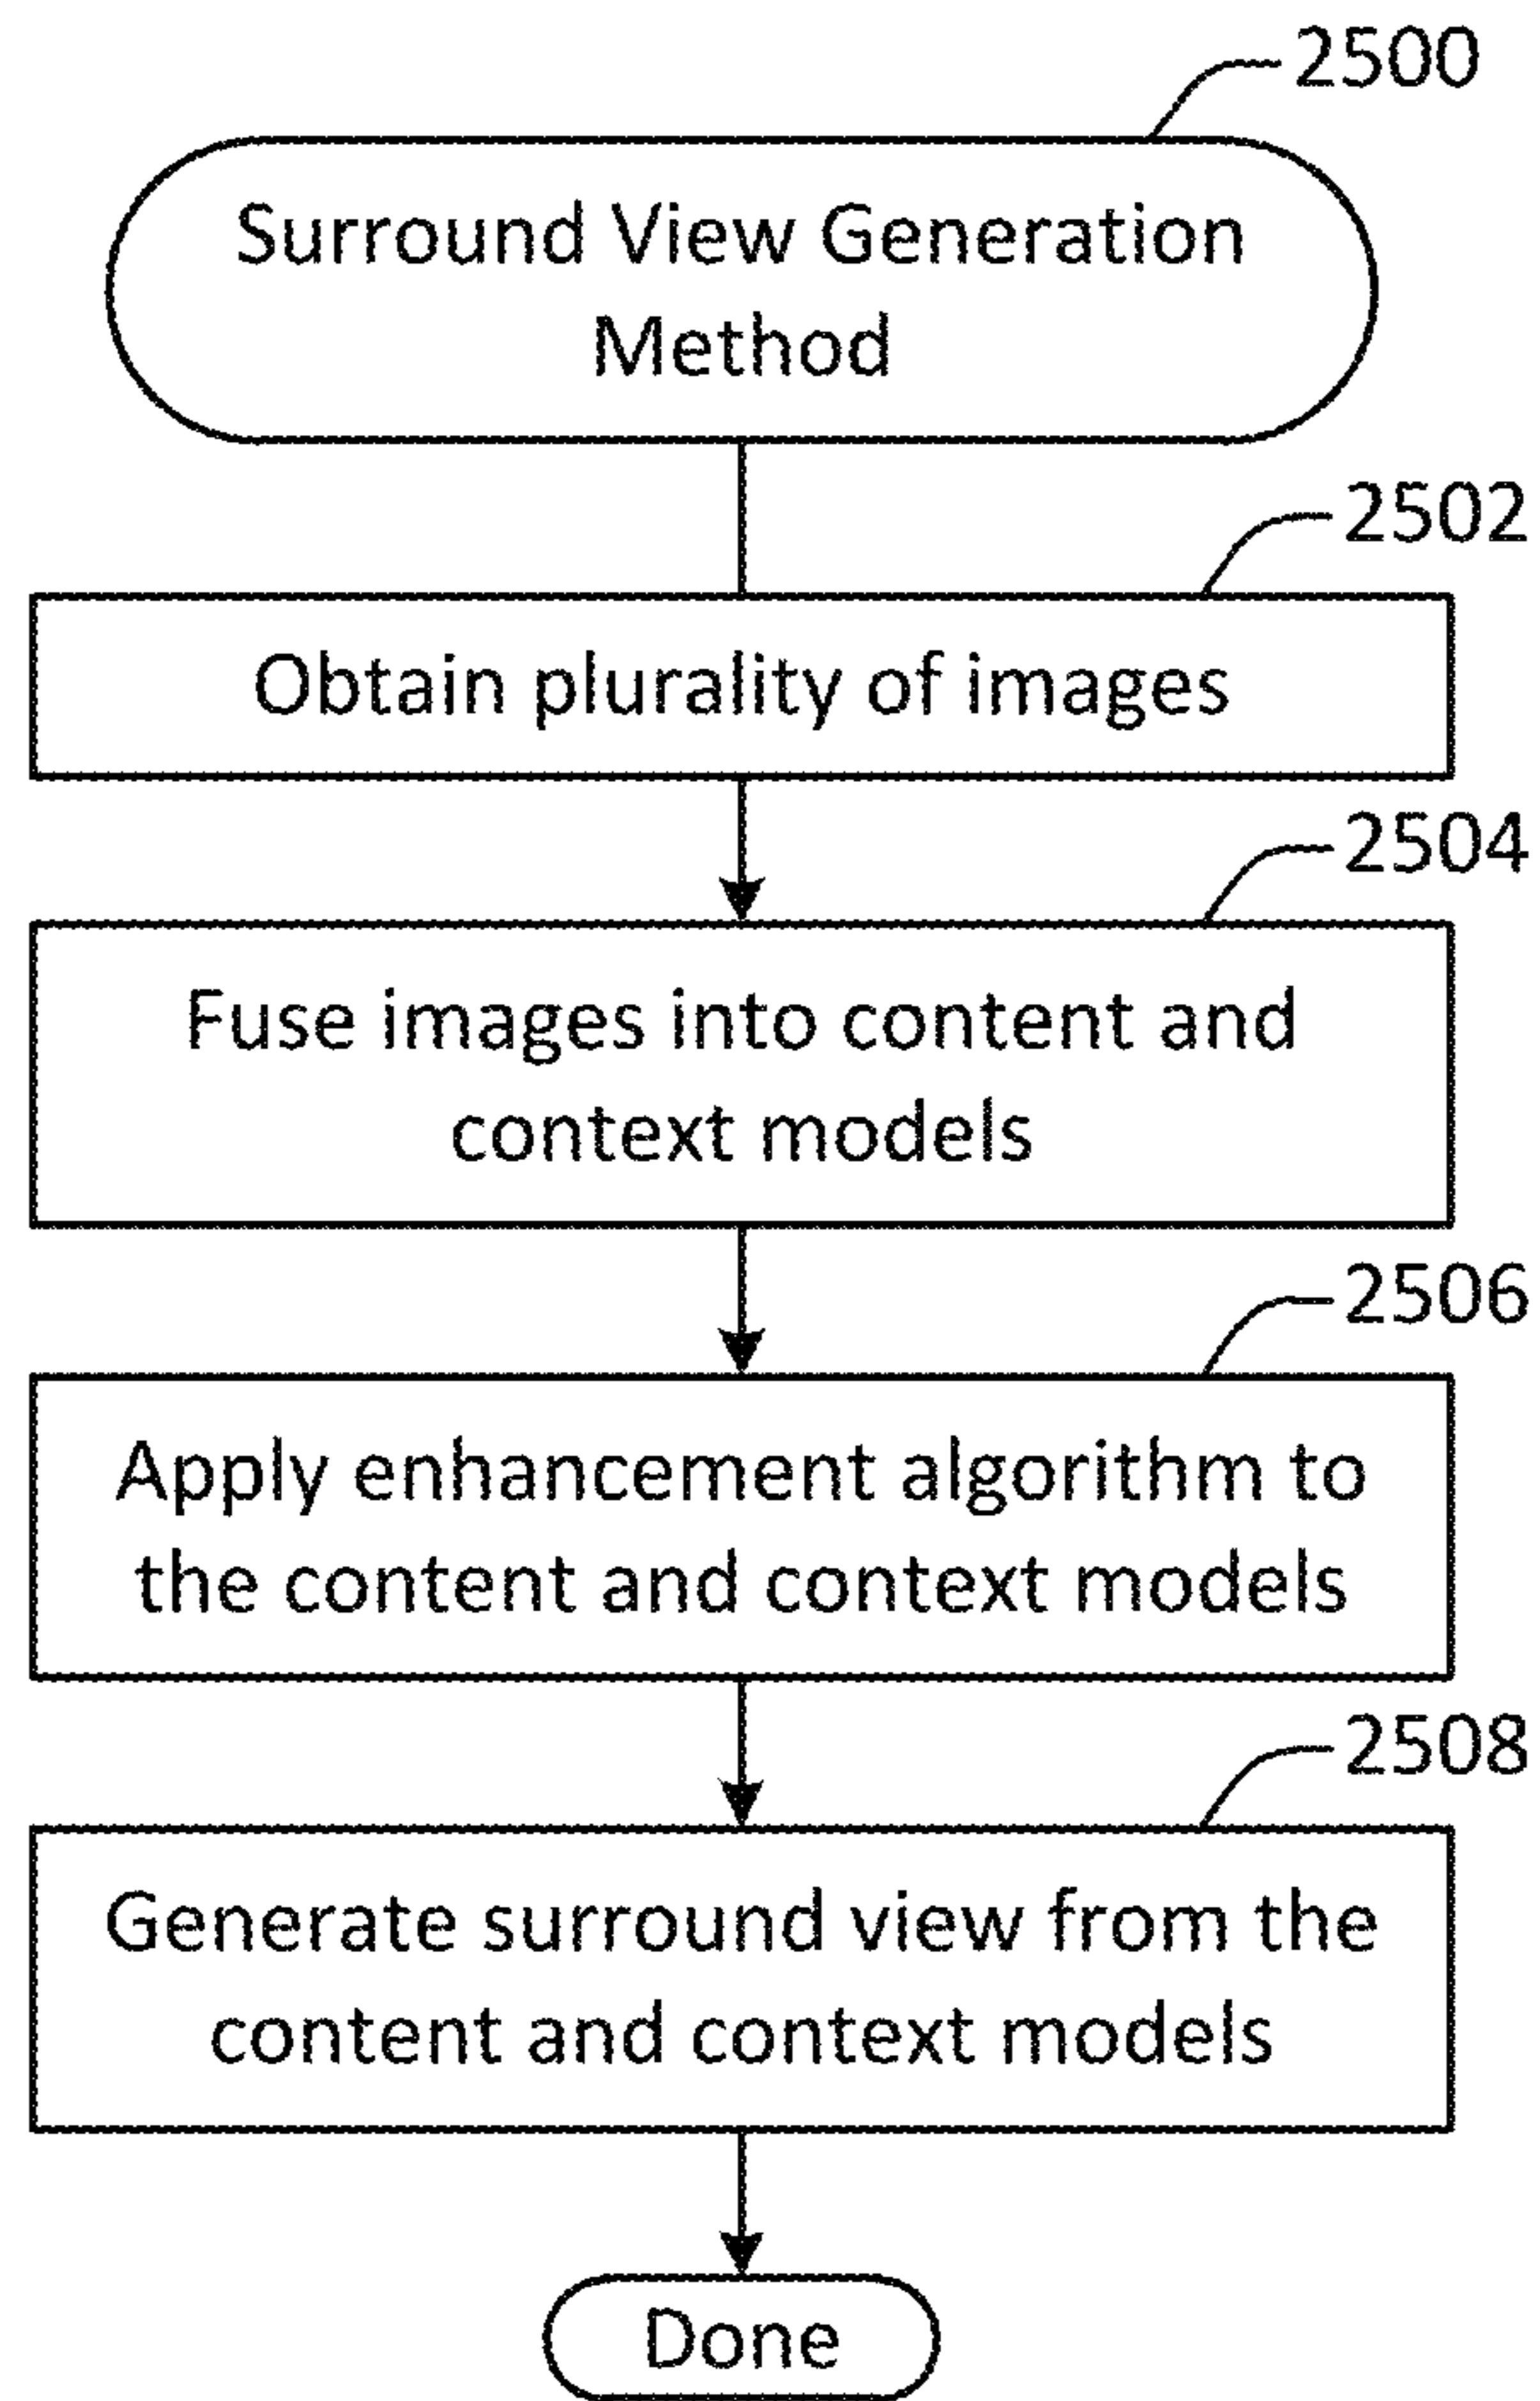 2500
Surround View Generation
Method
2502
Obtain plurality of images
2504
Fuse images into content and
context models
2506
Apply enhancement algorithm to
the content and context models
2508
Generate surround view from the
content and context models
Done